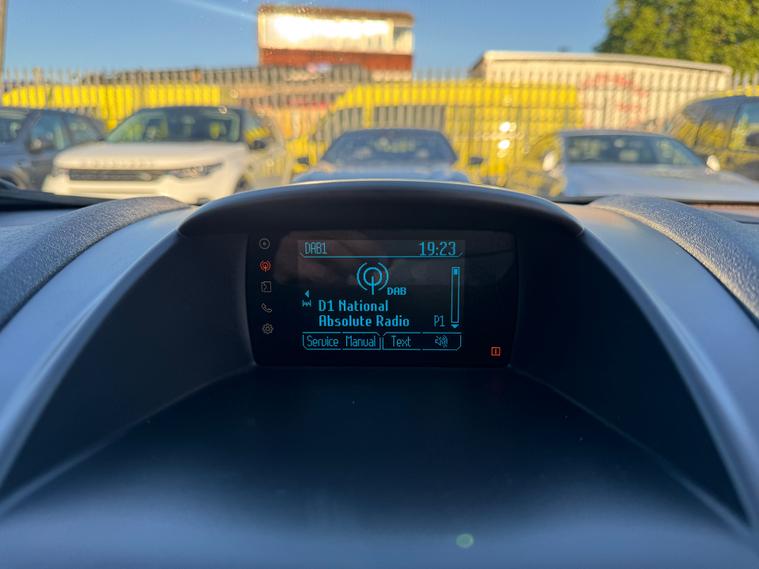 DAB1 19:23
DAB
D1 National
Absolute Radio P1
Service Manual Text